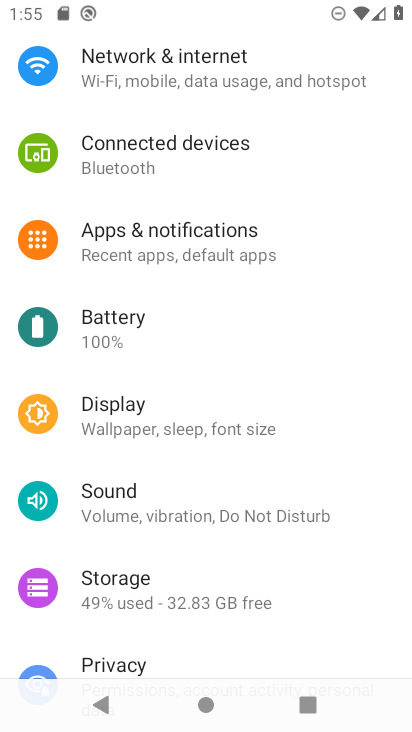 1:55
Network & internet
Wi-Fi, mobile, data usage, and hotspot
Connected devices
Bluetooth
Apps & notifications
Recent apps, default apps
Battery
100%
Display
Wallpaper, sleep, font size
Sound
Volume, vibration, Do Not Disturb
Storage
49% used - 32.83 GB free
Privacy
Permissions, account activity, personal
data